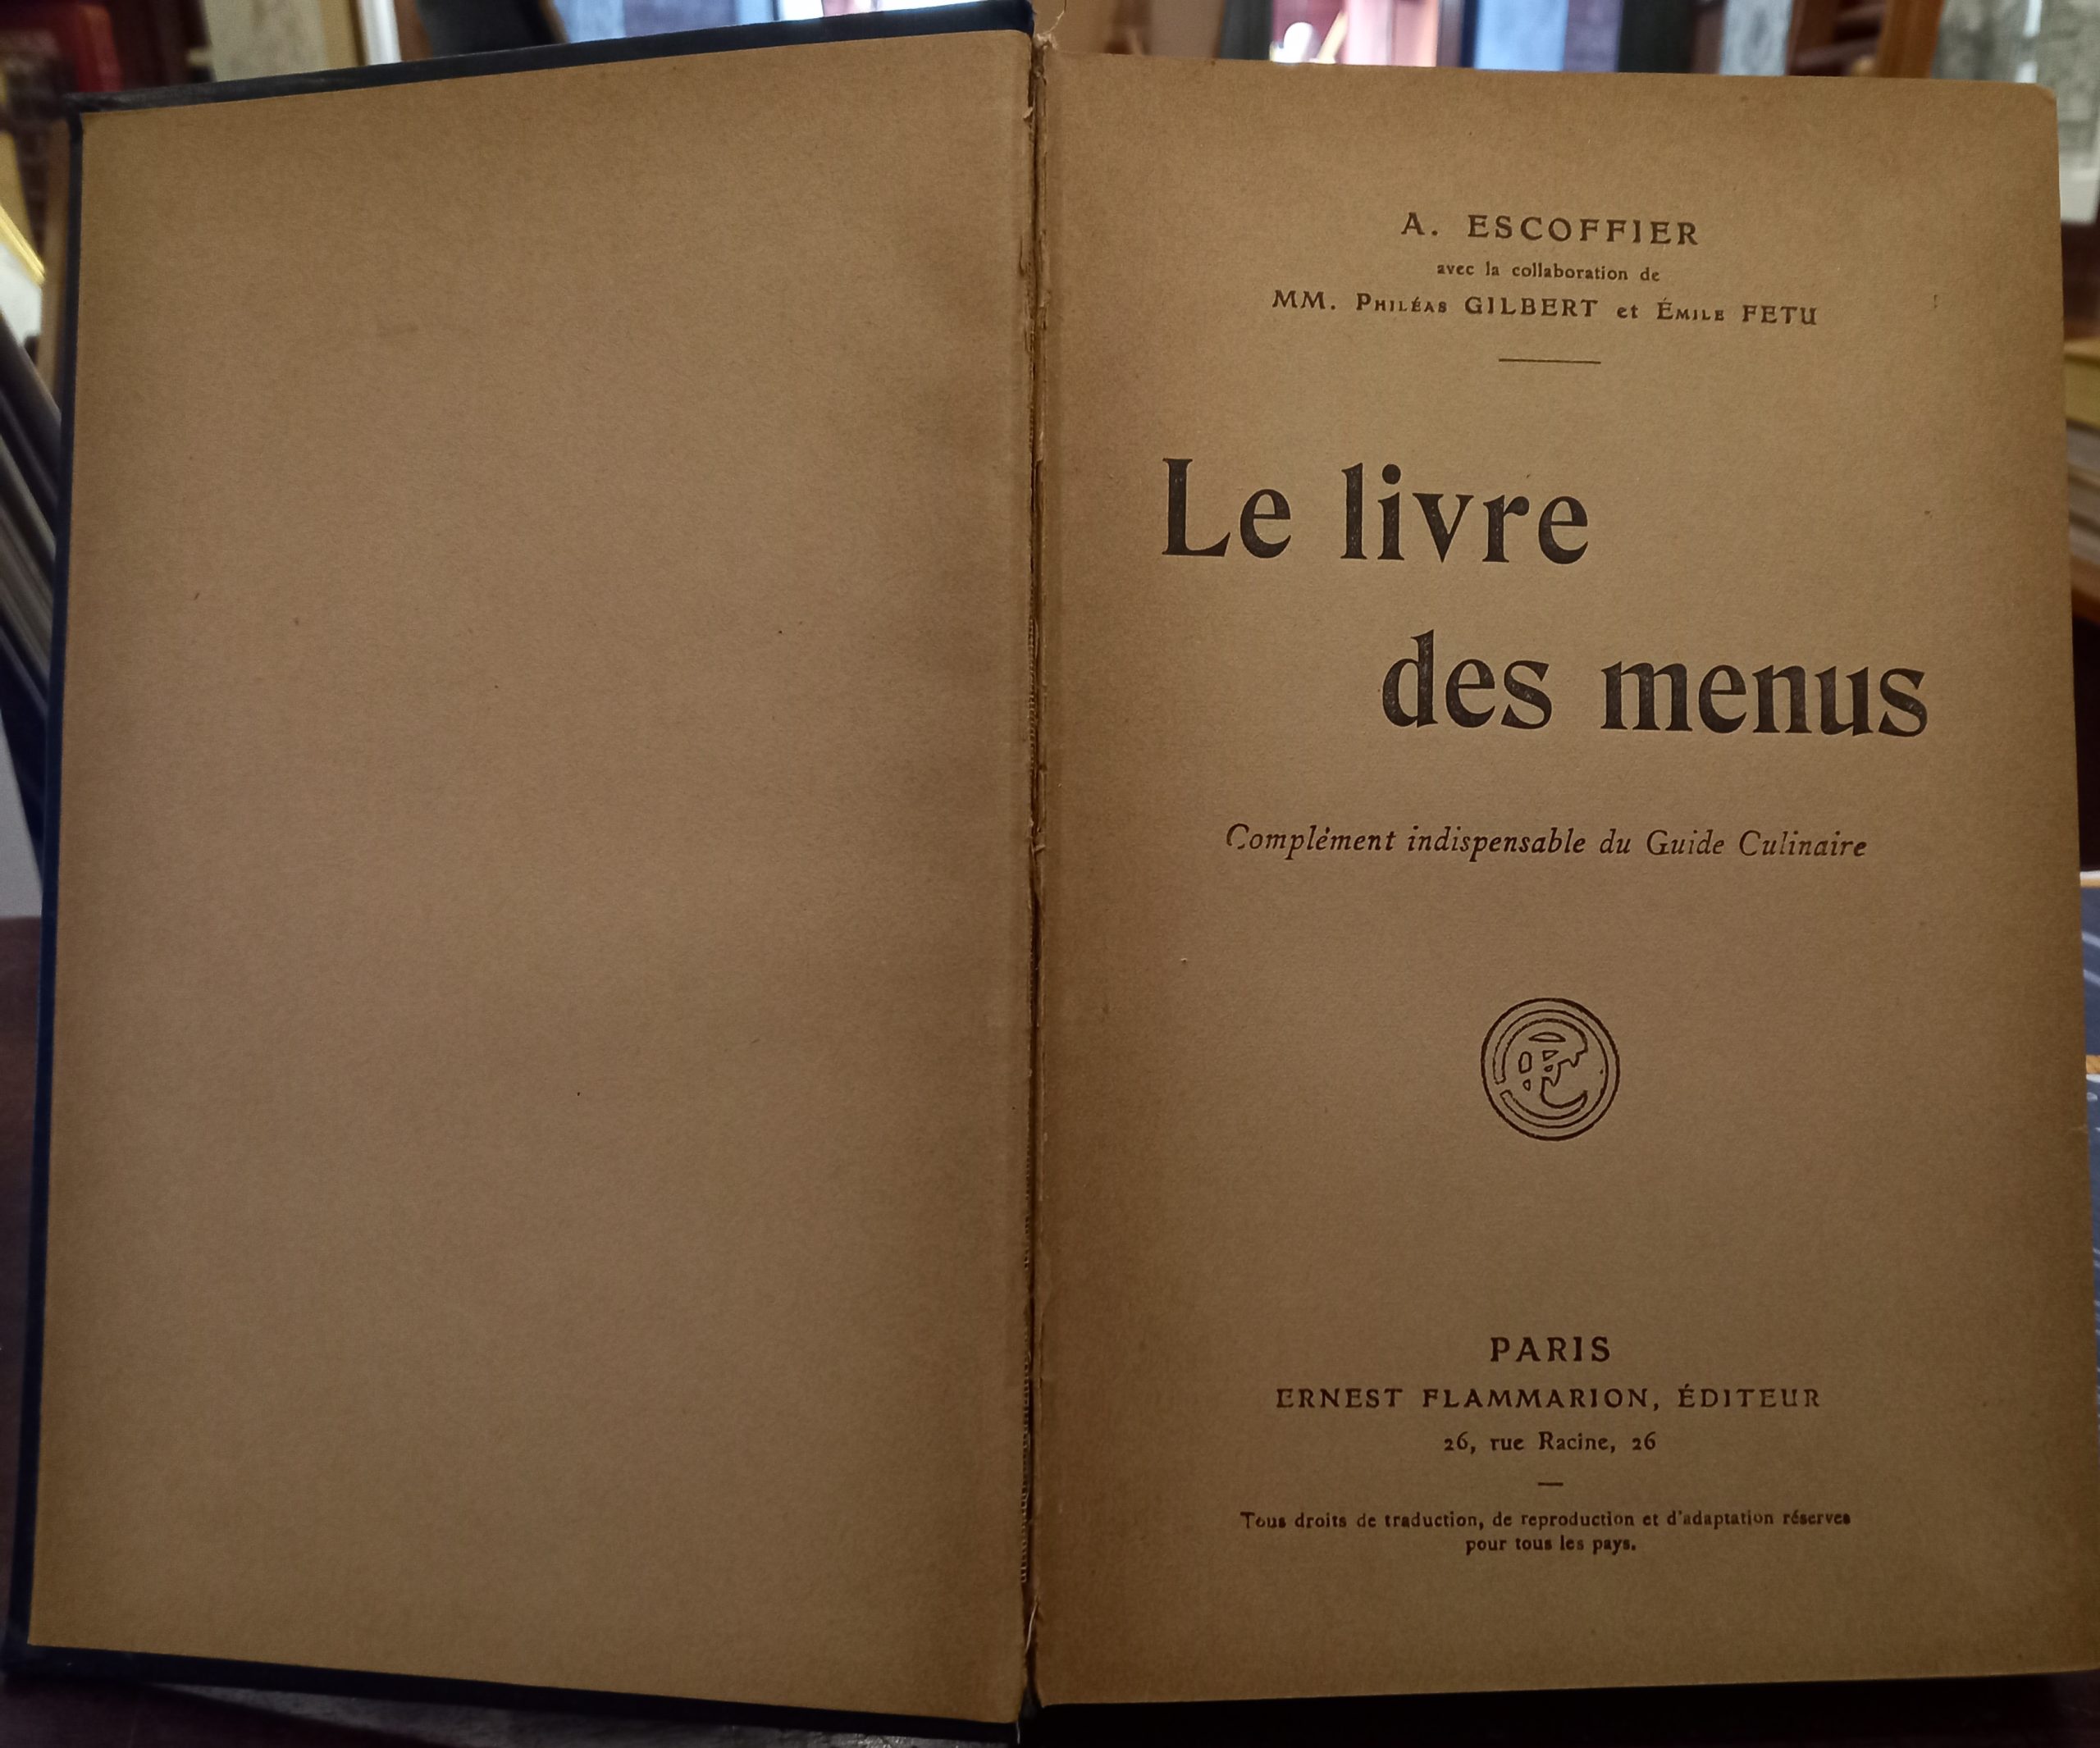 A. ESCOFFIER
avec la collaboration de
MM. PHILÉAS GILBERT et ÉMILE FETU
Le livre
des menus
Complément indispensable du Guide Culinaire
PARIS
ERNEST FLAMMARION, ÉDITEUR
26, rue Racine, 26
Tous droits de traduction, de reproduction et d'adaptation réservés
pour tous les pays.